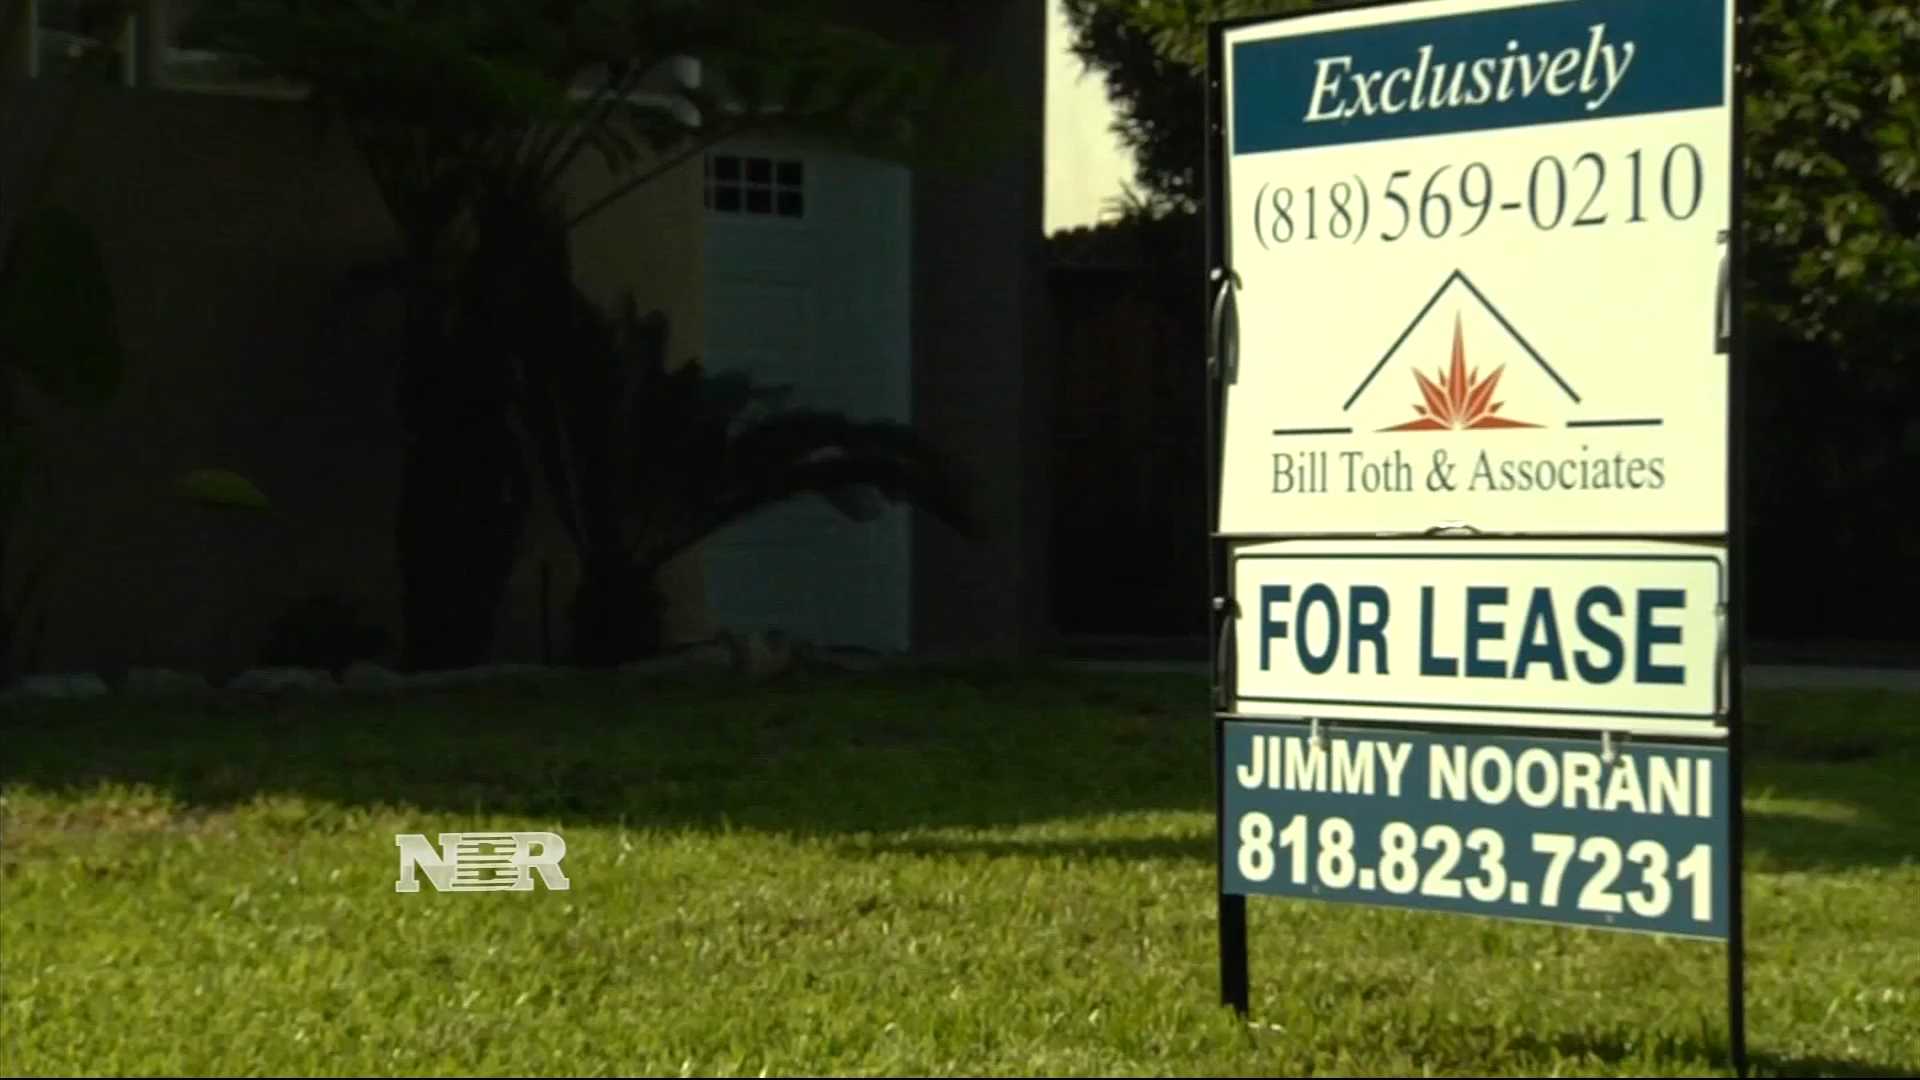 Exclusively
(818)569-0210
Bill Toth & Associates
FOR LEASE
JIMMY NOORANI
818.823.7231
NBR